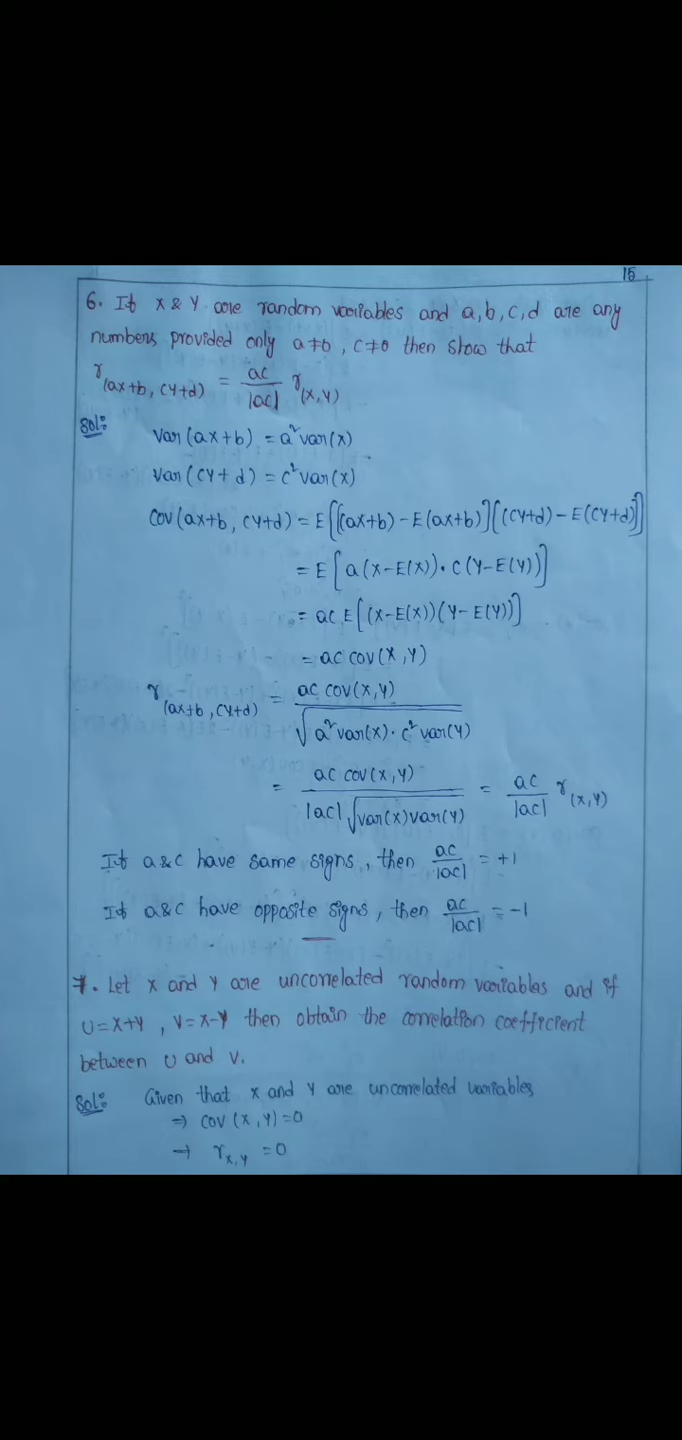 15
6. If X & Y are random variables and a,b,c,d are any
numbers provided only a≠0, c≠0 then show that
r(ax+b, cY+d) = ac/|ac| r(X,Y)
Sol:
Var(ax+b) = a² var(x)
Var(cY+d) = c² var(x)
Cov(ax+b, cY+d) = E[[(ax+b) - E(ax+b)][(cY+d) - E(cY+d)]]
= E[a(X-E(X))·c(Y-E(Y))]
= ac E[(X-E(X))(Y-E(Y))]
= ac cov(X,Y)
r(ax+b, cY+d) = ac cov(X,Y) / √(a² var(x)·c² var(Y))
= ac cov(X,Y) / |ac|√(var(x)var(Y)) = ac/|ac| r(X,Y)
If a&c have same signs, then ac/|ac| = +1
If a&c have opposite signs, then ac/|ac| = -1
7. Let X and Y are uncorrelated random variables and if
U=X+Y, V=X-Y then obtain the correlation coefficient
between U and V.
Sol: Given that X and Y are uncorrelated variables
⇒ cov(X,Y)=0
→ rX,Y = 0